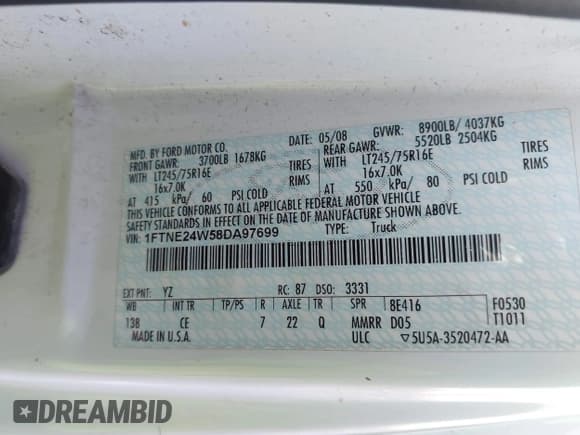 MFD. BY FORD MOTOR CO. DATE: 05/08 GVWR: 8900LB/ 4037KG
FRONT GAWR: 3700LB 1678KG REAR GAWR: 5520LB 2504KG
WITH LT245/75R16E TIRES WITH LT245/75R16E TIRES
16x7.0K RIMS 16x7.0K RIMS
AT 415 kPa/ 60 PSI COLD AT 550 kPa/ 80 PSI COLD
THIS VEHICLE CONFORMS TO ALL APPLICABLE FEDERAL MOTOR VEHICLE
SAFETY STANDARDS IN EFFECT ON THE DATE OF MANUFACTURE SHOWN ABOVE.
VIN: 1FTNE24W58DA97699 TYPE: Truck
EXT PNT: YZ RC: 87 DSO: 3331
WB INT TR TP/PS R AXLE TR SPR 8E416 F0530
138 CE 7 22 Q MMRR D05 T1011
MADE IN U.S.A. ULC ▽5U5A-3520472-AA
DREAMBID